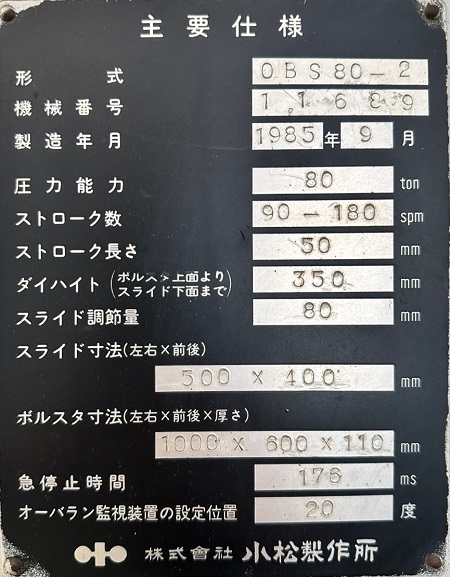 主要仕様
形式 OBS80-2
機械番号 11689
製造年月 1985年9月
圧力能力 80 ton
ストローク数 90-180 spm
ストローク長さ 50 mm
ダイハイト(ボルスタ上面よりスライド下面まで) 350 mm
スライド調節量 80 mm
スライド寸法(左右×前後)
500×400 mm
ボルスタ寸法(左右×前後×厚さ)
1000×600×110 mm
急停止時間 176 ms
オーバラン監視装置の設定位置 20 度
株式會社 小松製作所